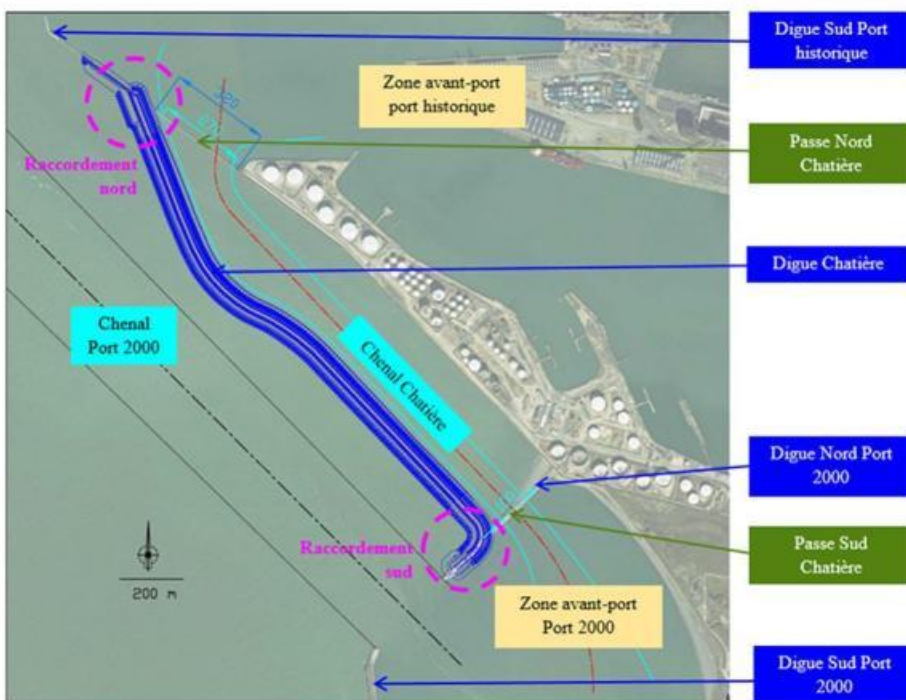 Digue Sud Port
historique
Zone avant-port
port historique
Passe Nord
Chatière
Raccordement
nord
Digue Chatière
Chenal
Port 2000
Chenal Chatière
Digue Nord Port
2000
Raccordement
sud
Passe Sud
Chatière
200 m
Zone avant-port
Port 2000
Digue Sud Port
2000